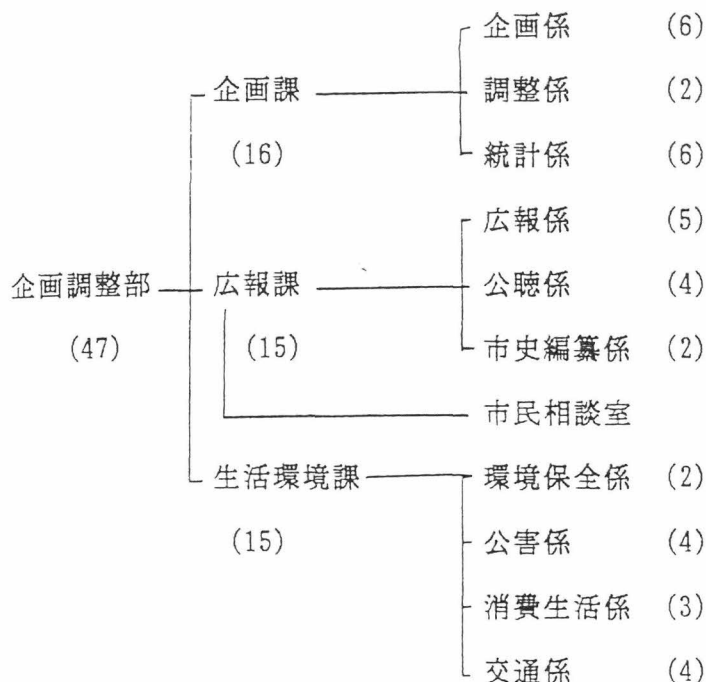 企画係 (6)
企画課 調整係 (2)
(16) 統計係 (6)
広報係 (5)
企画調整部 広報課 公聴係 (4)
(47) (15) 市史編纂係 (2)
市民相談室
生活環境課 環境保全係 (2)
(15) 公害係 (4)
消費生活係 (3)
交通係 (4)